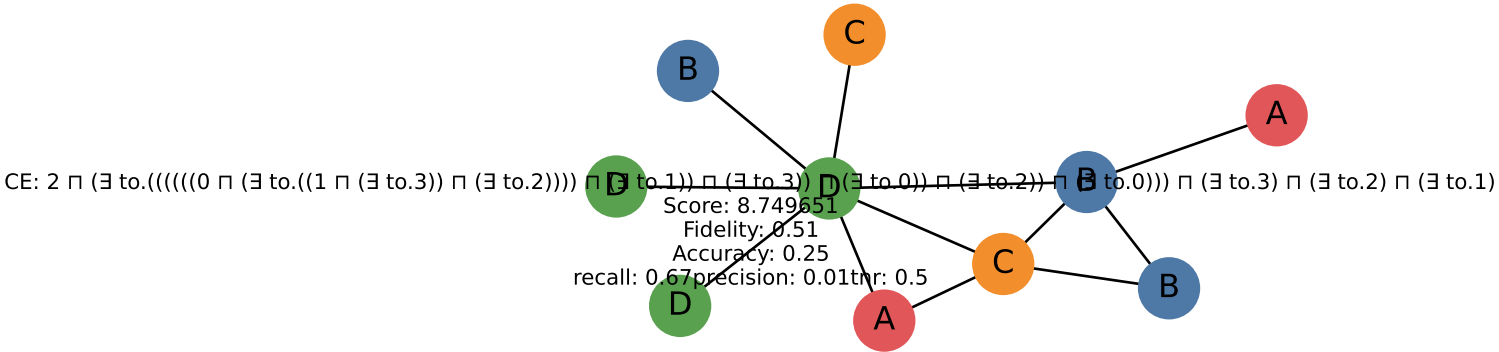 C
B
A
CE: 2 ⊓ (∃ to.((((((0 ⊓ (∃ to.((1 ⊓ (∃ to.3)) ⊓ (∃ to.2)))) ⊓ (∃ to.1)) ⊓ (∃ to.3)) ⊓ (∃ to.0)) ⊓ (∃ to.2)) ⊓ (∃ to.0))) ⊓ (∃ to.3) ⊓ (∃ to.2) ⊓ (∃ to.1)
D
D
B
Score: 8.749651
Fidelity: 0.51
Accuracy: 0.25
recall: 0.67precision: 0.01tnr: 0.5
C
B
D
A